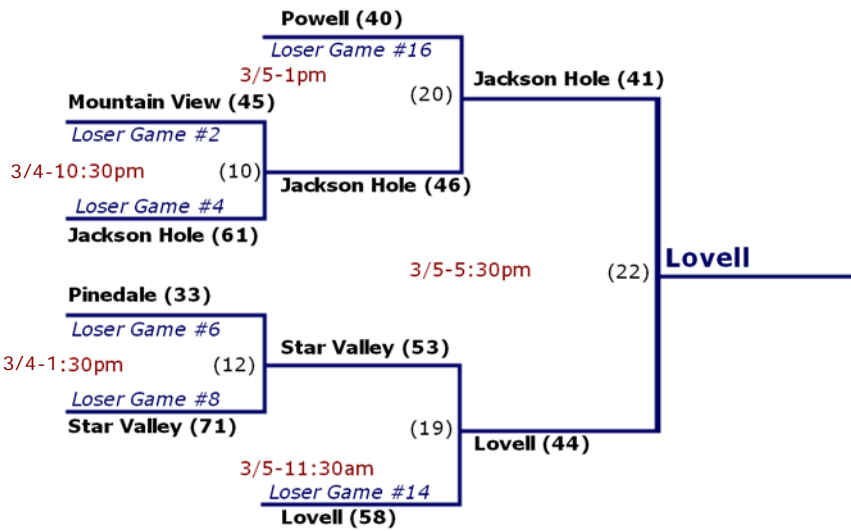 Powell (40)
Loser Game #16
3/5-1pm
Jackson Hole (41)
(20)
Mountain View (45)
Loser Game #2
3/4-10:30pm
(10)
Jackson Hole (46)
Loser Game #4
Jackson Hole (61)
3/5-5:30pm
(22)
Lovell
Pinedale (33)
Loser Game #6
Star Valley (53)
3/4-1:30pm
(12)
Loser Game #8
Star Valley (71)
(19)
Lovell (44)
3/5-11:30am
Loser Game #14
Lovell (58)